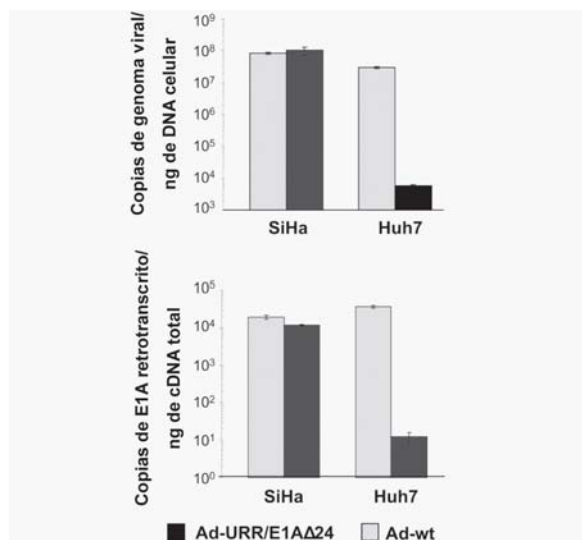 Copias de genoma viral/
ng de DNA celular
10⁹
10⁸
10⁷
10⁶
10⁵
10⁴
10³
SiHa Huh7
Copias de E1A retrotranscrito/
ng de cDNA total
10⁵
10⁴
10³
10²
10¹
10⁰
SiHa Huh7
Ad-URR/E1AΔ24 Ad-wt